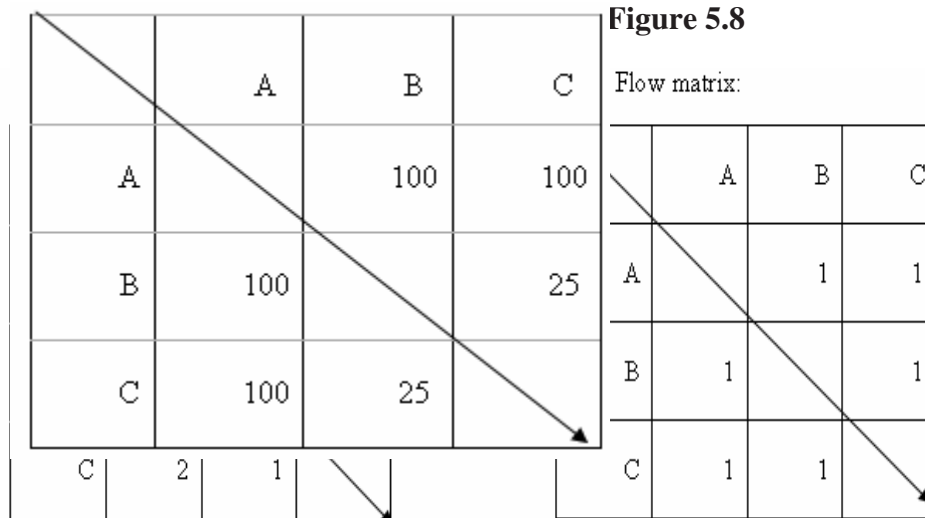 Figure 5.8
A B C
A 100 100
B 100 25
C 100 25
C 2 1
Flow matrix:
A B C
A 1 1
B 1 1
C 1 1